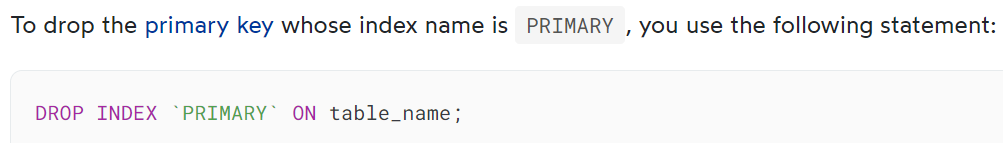 To drop the primary key whose index name is PRIMARY , you use the following statement:
DROP INDEX `PRIMARY` ON table_name;